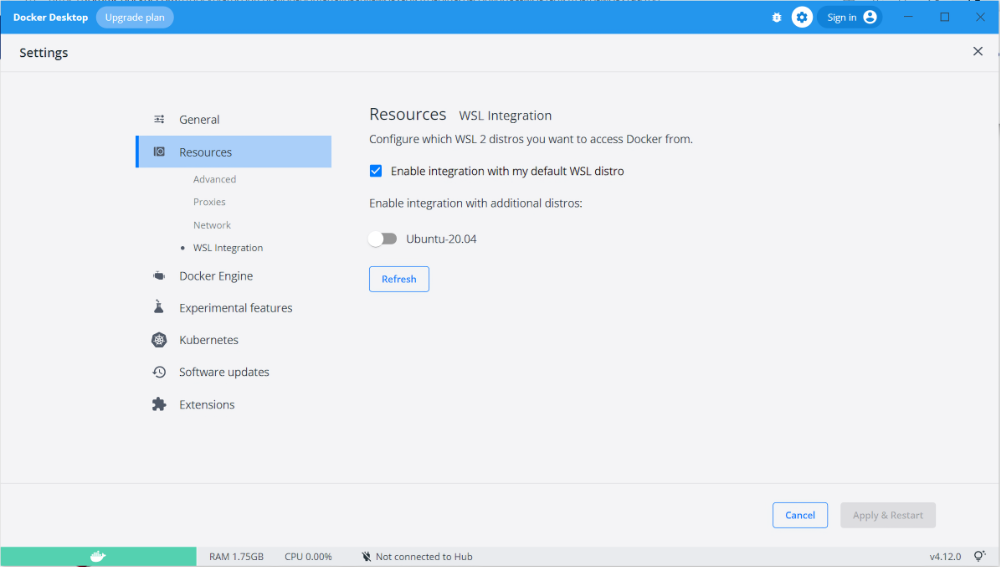 Docker Desktop Upgrade plan Sign in
Settings
General
Resources
Advanced
Proxies
Network
WSL Integration
Docker Engine
Experimental features
Kubernetes
Software updates
Extensions
Resources WSL Integration
Configure which WSL 2 distros you want to access Docker from.
Enable integration with my default WSL distro
Enable integration with additional distros:
Ubuntu-20.04
Refresh
Cancel Apply & Restart
RAM 1.75GB CPU 0.00% Not connected to Hub v4.12.0